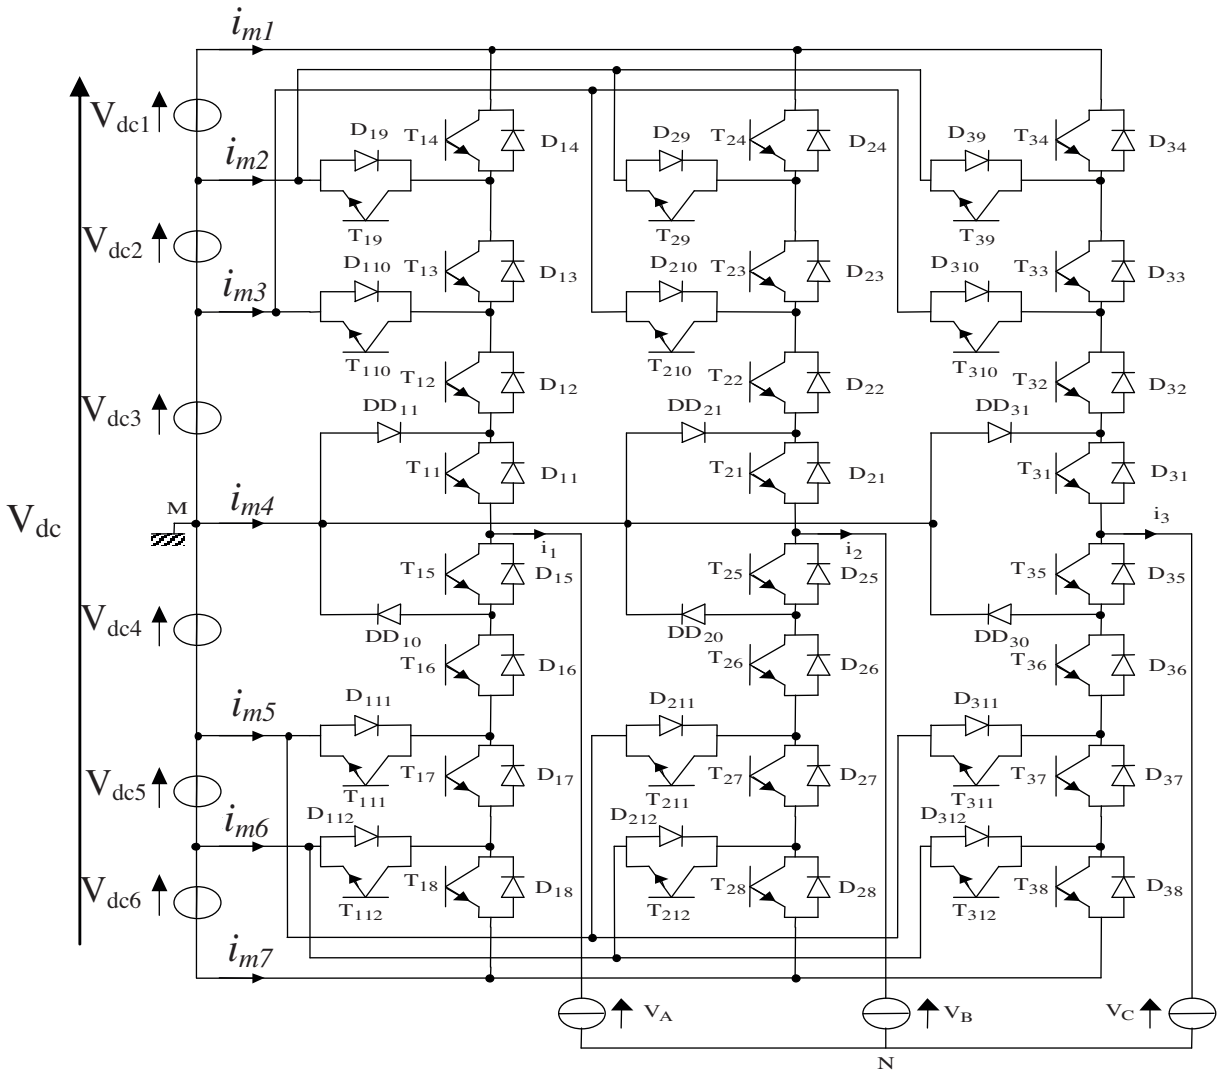 i_m1
V_dc1
D_19
T_14
D_14
D_29
T_24
D_24
D_39
T_34
D_34
i_m2
T_19
T_29
T_39
V_dc2
D_110
T_13
D_13
D_210
T_23
D_23
D_310
T_33
D_33
i_m3
T_110
T_12
D_12
T_210
T_22
D_22
T_310
T_32
D_32
V_dc3
DD_11
DD_21
DD_31
T_11
D_11
T_21
D_21
T_31
D_31
M
i_m4
V_dc
i_1
i_2
i_3
T_15
D_15
T_25
D_25
T_35
D_35
V_dc4
DD_10
DD_20
DD_30
T_16
D_16
T_26
D_26
T_36
D_36
i_m5
D_111
D_211
D_311
V_dc5
T_111
T_17
D_17
T_211
T_27
D_27
T_311
T_37
D_37
i_m6
D_112
D_212
D_312
V_dc6
T_112
T_18
D_18
T_212
T_28
D_28
T_312
T_38
D_38
i_m7
V_A
V_B
V_C
N